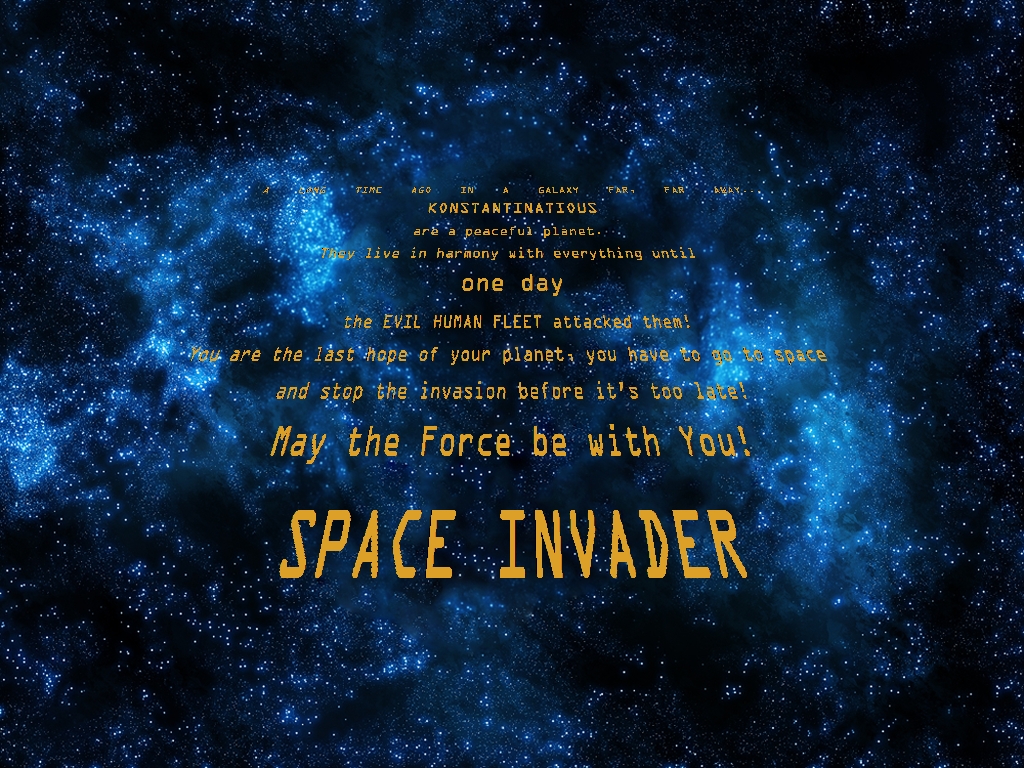 A LONG TIME AGO IN A GALAXY FAR, FAR AWAY...
KONSTANTINATIOUS
are a peaceful planet.
They live in harmony with everything until
one day
the EVIL HUMAN FLEET attacked them!
You are the last hope of your planet, you have to go to space
and stop the invasion before it's too late!
May the Force be with You!
SPACE INVADER